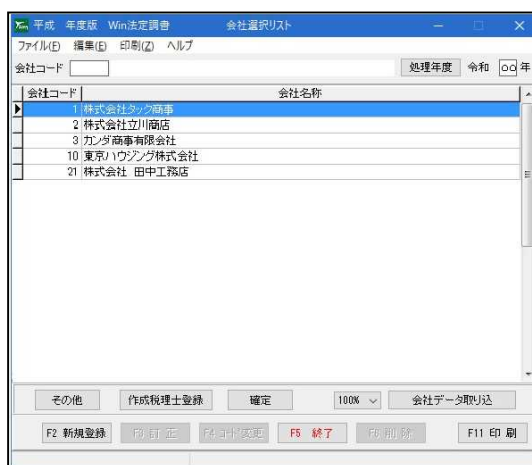 平成 年度版 Win法定調書 会社選択リスト
ファイル(F) 編集(E) 印刷(Z) ヘルプ
会社コード 処理年度 令和 ○○ 年
会社コード 会社名称
1 株式会社タック商事
2 株式会社立川商店
3 カンダ商事有限会社
10 東京ハウジング株式会社
21 株式会社 田中工務店
その他 作成税理士登録 確定 100% 会社データ取り込
F2 新規登録 F3 訂 正 F4 コード変更 F5 終了 F6 削 除 F11 印 刷